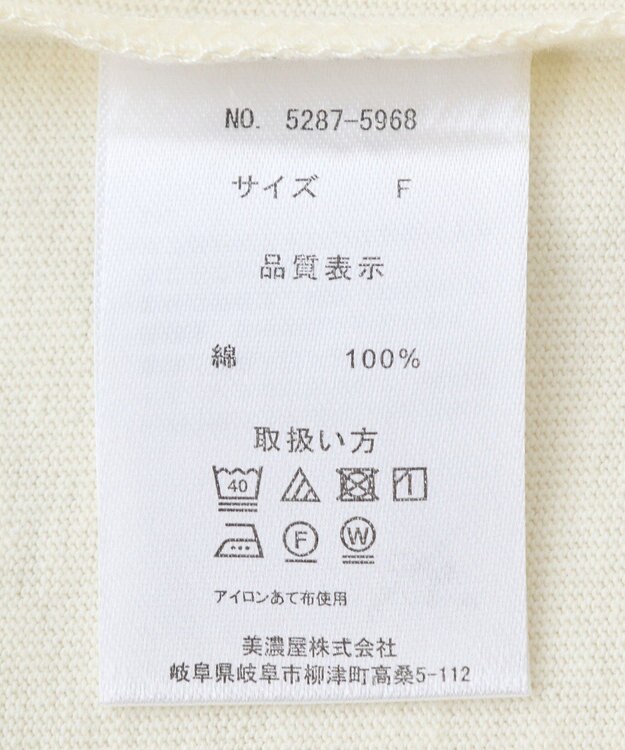 NO. 5287-5968
サイズ F
品質表示
綿 100%
取扱い方
40
F W
アイロンあて布使用
美濃屋株式会社
岐阜県岐阜市柳津町高桑5-112